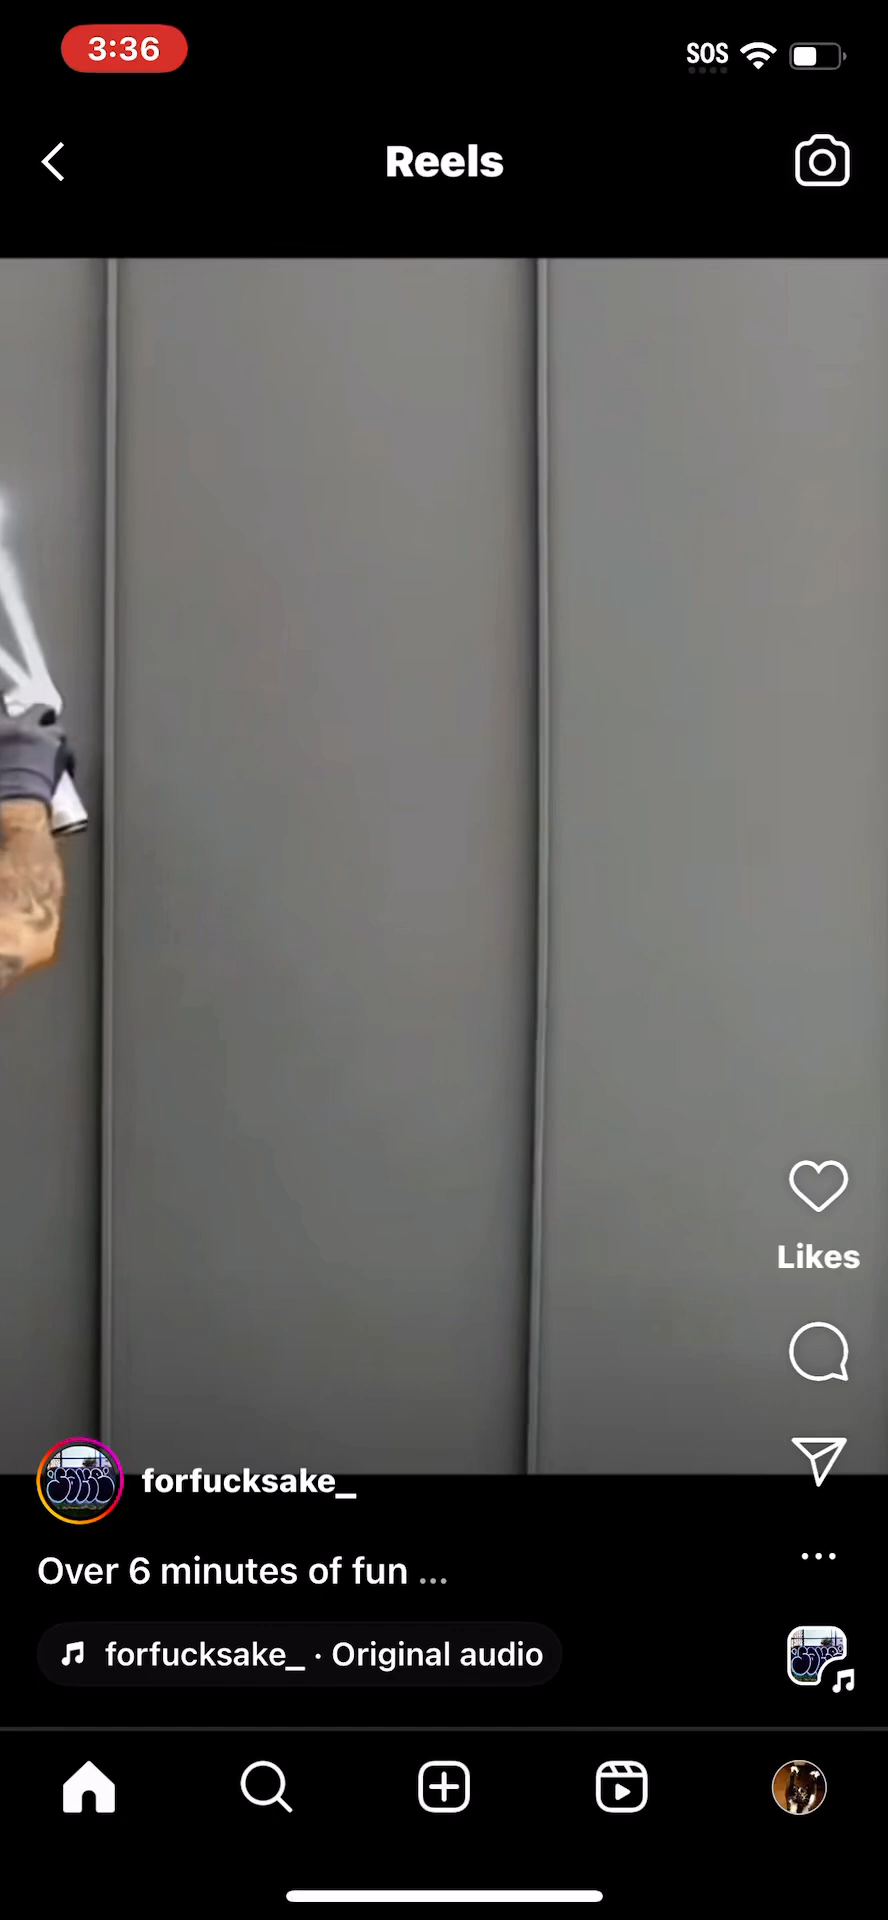 3:36
SOS
Reels
Likes
forfucksake_
Over 6 minutes of fun ...
forfucksake_ · Original audio